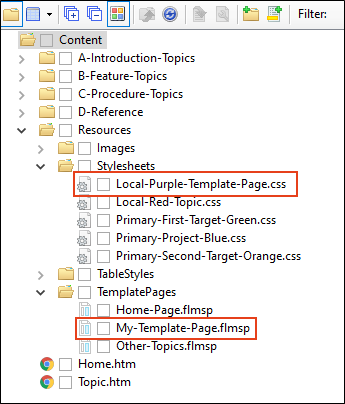 Filter:
Content
A-Introduction-Topics
B-Feature-Topics
C-Procedure-Topics
D-Reference
Resources
Images
Stylesheets
Local-Purple-Template-Page.css
Local-Red-Topic.css
Primary-First-Target-Green.css
Primary-Project-Blue.css
Primary-Second-Target-Orange.css
TableStyles
TemplatePages
Home-Page.flmsp
My-Template-Page.flmsp
Other-Topics.flmsp
Home.htm
Topic.htm